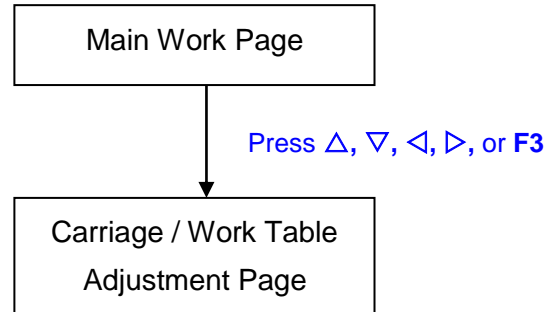 Main Work Page
Press △, ▽, ◁, ▷, or F3
Carriage / Work Table
Adjustment Page